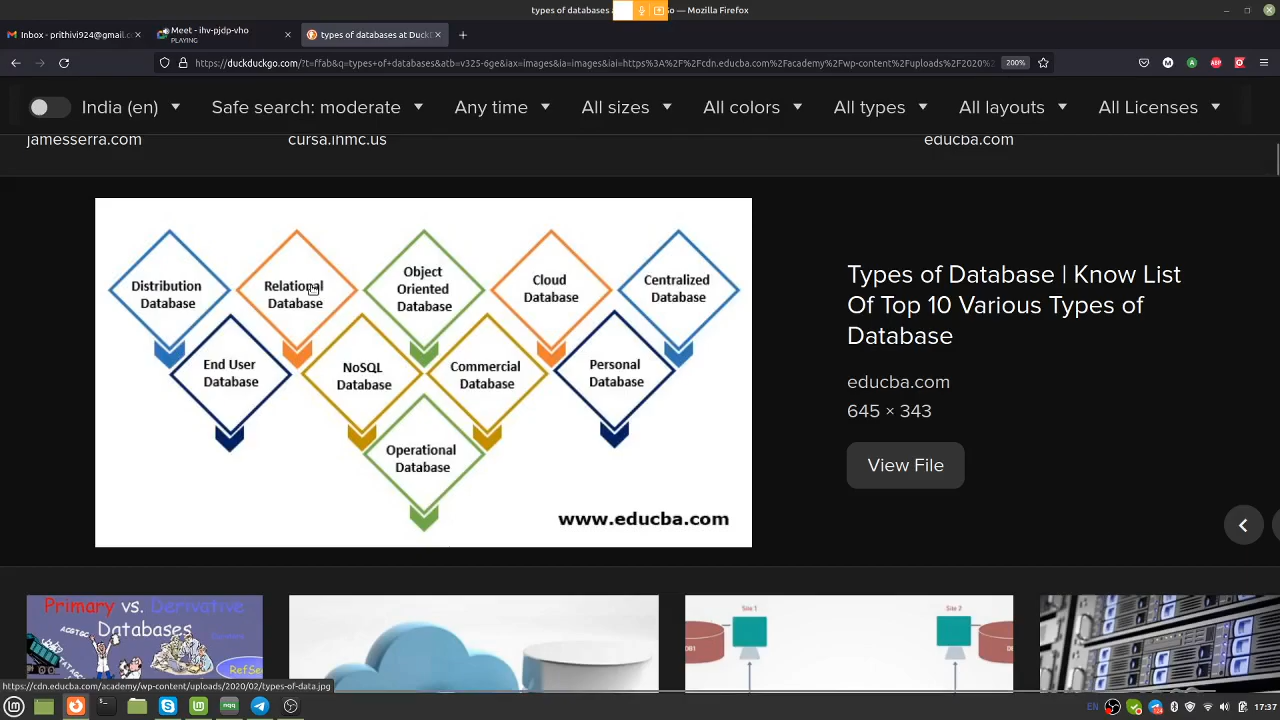 types of databases a
o — Mozilla Firefox
Inbox - prithivi924@gmail.c
Meet - ihv-pjdp-vho
PLAYING
types of databases at Duck
https://duckduckgo.com/?t=ffab&q=types+of+databases&atb=v325-6ge&iax=images&ia=images&iai=https%3A%2F%2Fcdn.educba.com%2Facademy%2Fwp-content%2Fuploads%2F2020%2
200%
India (en)
Safe search: moderate
Any time
All sizes
All colors
All types
All layouts
All Licenses
jamesserra.com
cursa.ihmc.us
educba.com
Distribution
Database
Relational
Database
Object
Oriented
Database
Cloud
Database
Centralized
Database
End User
Database
NoSQL
Database
Commercial
Database
Personal
Database
Operational
Database
www.educba.com
Types of Database | Know List
Of Top 10 Various Types of
Database
educba.com
645 × 343
View File
Primary vs. Derivative
Databases
RefSe
Site 1
Site 2
DB1
https://cdn.educba.com/academy/wp-content/uploads/2020/02/types-of-data.jpg
EN
17:37